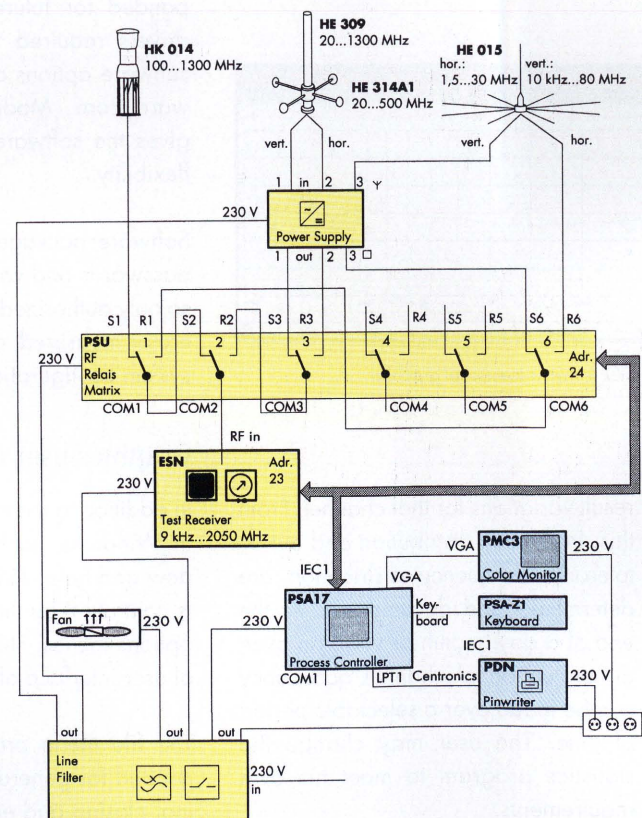 HK 014
100...1300 MHz
HE 309
20...1300 MHz
HE 314A1
20...500 MHz
HE 015
hor.: vert.:
1,5...30 MHz 10 kHz...80 MHz
vert. hor. vert. hor.
1 in 2 3
230 V
Power Supply
1 out 2 3
S1 R1 S2 R2 S3 R3 S4 R4 S5 R5 S6 R6
PSU 1 2 3 4 5 6
230 V RF Adr.
Relais 24
Matrix
COM1 COM2 COM3 COM4 COM5 COM6
RF in
ESN Adr.
23
230 V
Test Receiver
9 kHz...2050 MHz
IEC1 VGA
VGA PMC3 230 V
Color Monitor
PSA17
Key-
board
PSA-Z1
Keyboard
Fan 230 V
230 V
Process Controller
COM1 LPT1 Centronics
IEC1
PDN 230 V
Pinwriter
out out out
Line
Filter
230 V
in